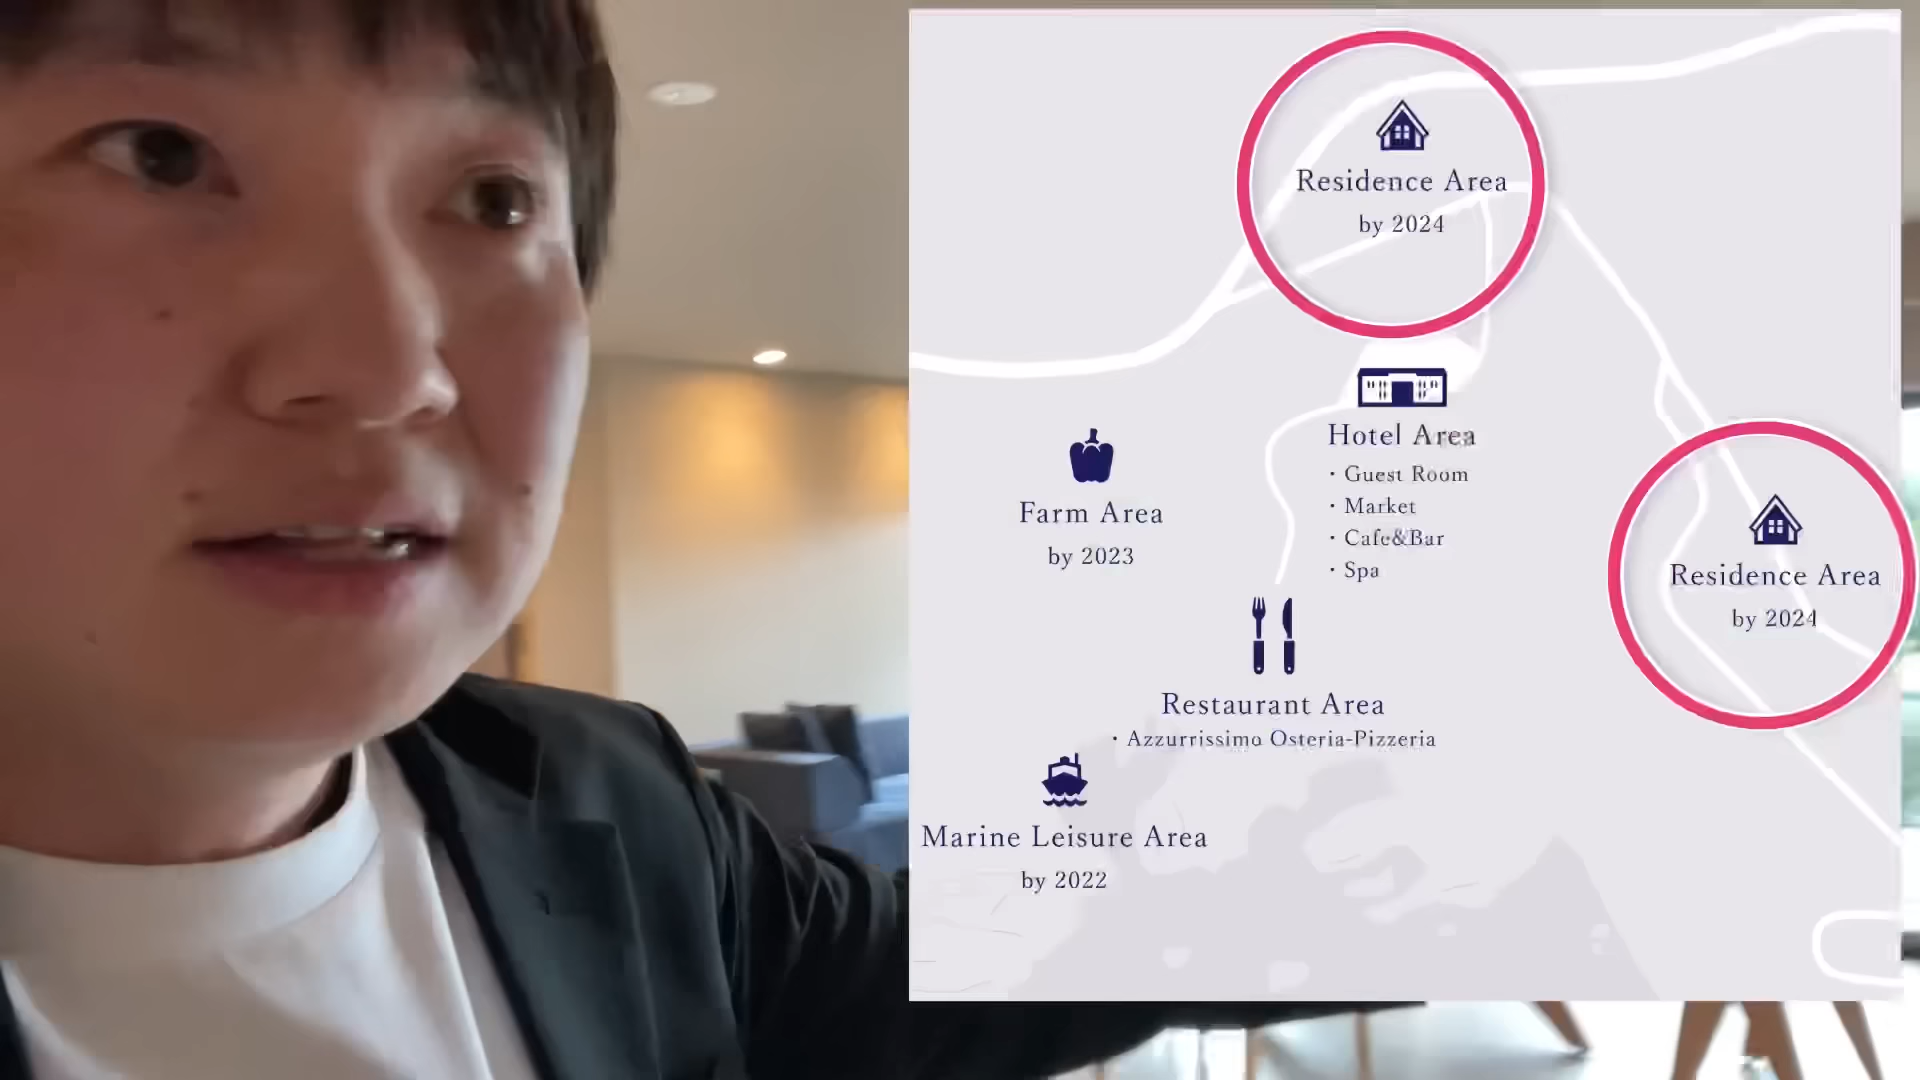 Residence Area
by 2024
Hotel Area
・Guest Room
・Market
・Cafe&Bar
・Spa
Farm Area
by 2023
Residence Area
by 2024
Restaurant Area
・Azzurrissimo Osteria-Pizzeria
Marine Leisure Area
by 2022